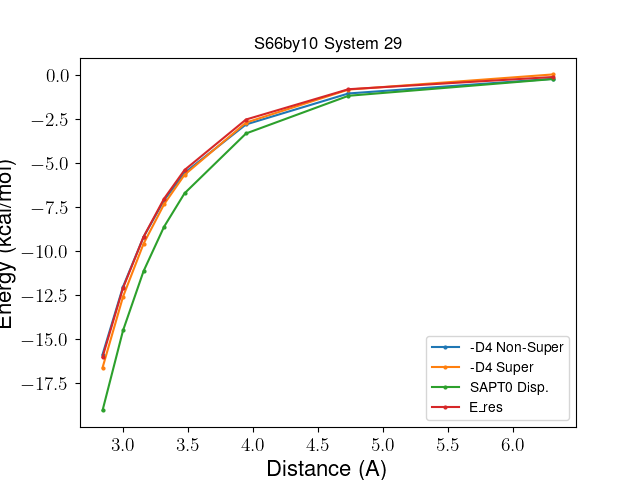 S66by10 System 29
Energy (kcal/mol)
0.0
−2.5
−5.0
−7.5
−10.0
−12.5
−15.0
−17.5
3.0 3.5 4.0 4.5 5.0 5.5 6.0
Distance (A)
-D4 Non-Super
-D4 Super
SAPT0 Disp.
E_res